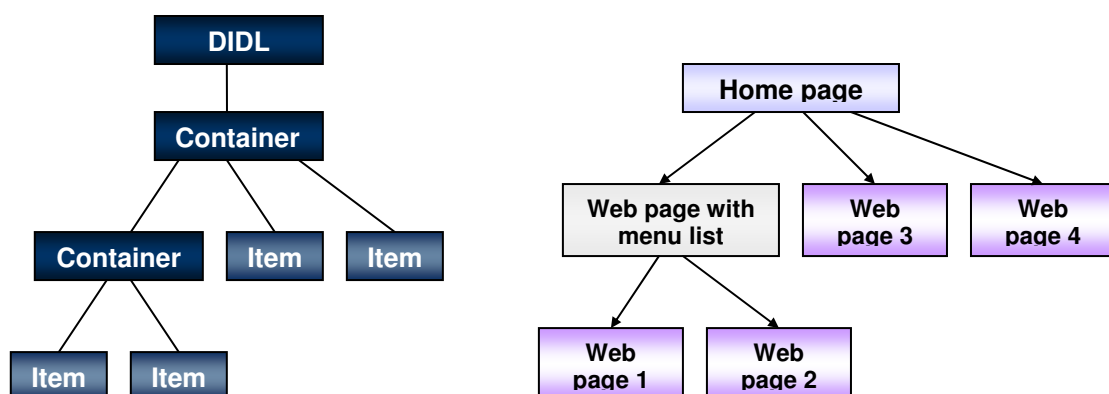 DIDL
Container
Container
Item
Item
Item
Item
Home page
Web page with
menu list
Web
page 3
Web
page 4
Web
page 1
Web
page 2